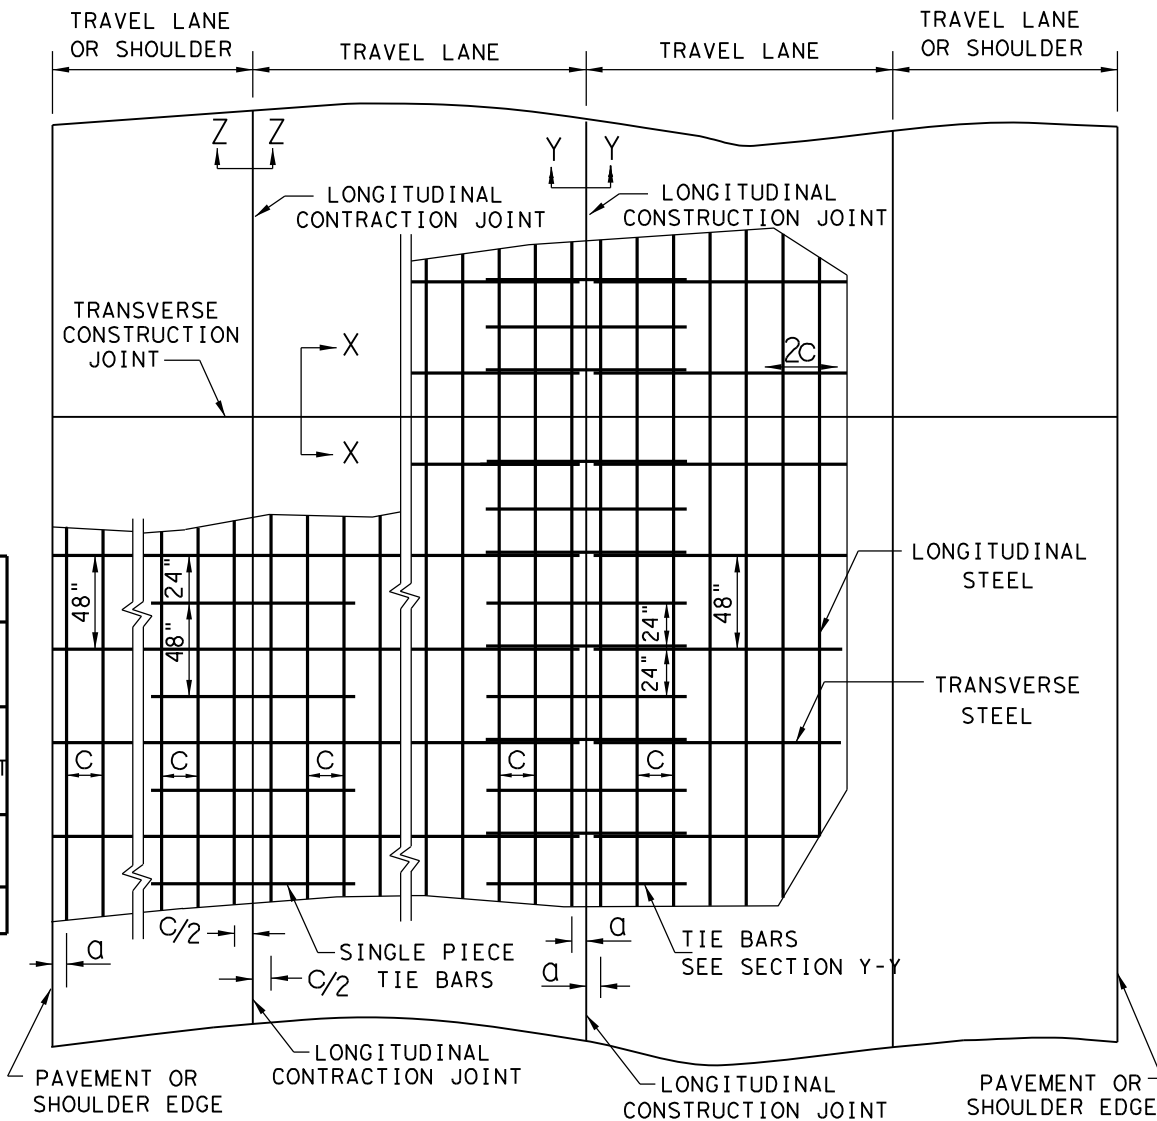 TRAVEL LANE
OR SHOULDER
TRAVEL LANE
TRAVEL LANE
TRAVEL LANE
OR SHOULDER
Z Z
Y Y
LONGITUDINAL
CONTRACTION JOINT
LONGITUDINAL
CONSTRUCTION JOINT
TRANSVERSE
CONSTRUCTION
JOINT
X
X
2c
48"
24"
48"
24"
24"
48"
LONGITUDINAL
STEEL
TRANSVERSE
STEEL
C
C
C
C
C
T
C/2
a
SINGLE PIECE
TIE BARS
C/2
a
a
TIE BARS
SEE SECTION Y-Y
LONGITUDINAL
CONTRACTION JOINT
PAVEMENT OR
SHOULDER EDGE
LONGITUDINAL
CONSTRUCTION JOINT
PAVEMENT OR
SHOULDER EDGE